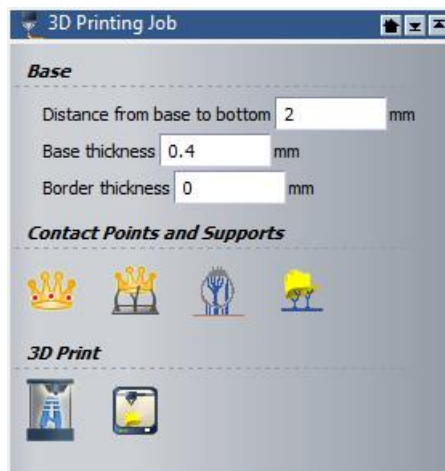 3D Printing Job
Base
Distance from base to bottom 2 mm
Base thickness 0.4 mm
Border thickness 0 mm
Contact Points and Supports
3D Print